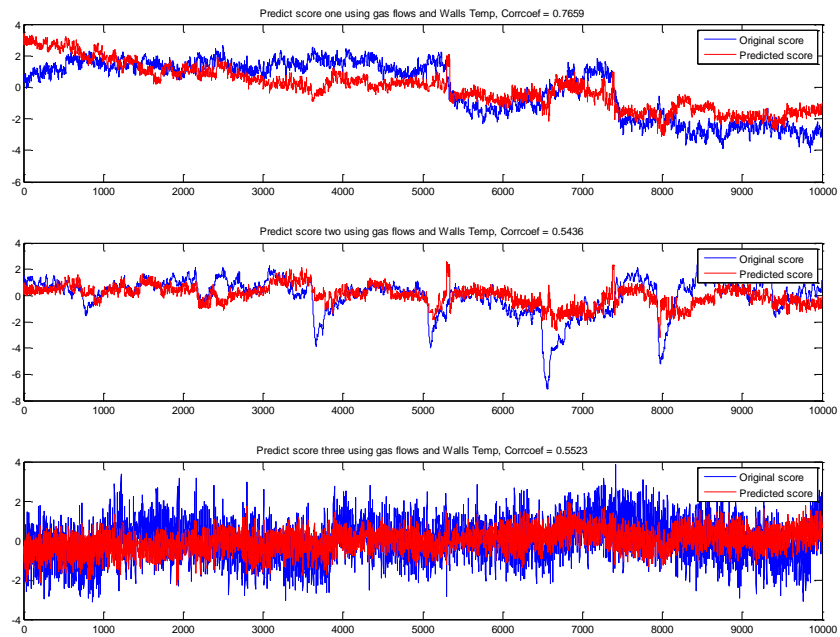 Predict score one using gas flows and Walls Temp, Corrcoef = 0.7659
4
2
0
-2
-4
-6
Original score
Predicted score
0 1000 2000 3000 4000 5000 6000 7000 8000 9000 10000
Predict score two using gas flows and Walls Temp, Corrcoef = 0.5436
4
2
0
-2
-4
-6
-8
Original score
Predicted score
0 1000 2000 3000 4000 5000 6000 7000 8000 9000 10000
Predict score three using gas flows and Walls Temp, Corrcoef = 0.5523
4
2
0
-2
-4
Original score
Predicted score
0 1000 2000 3000 4000 5000 6000 7000 8000 9000 10000